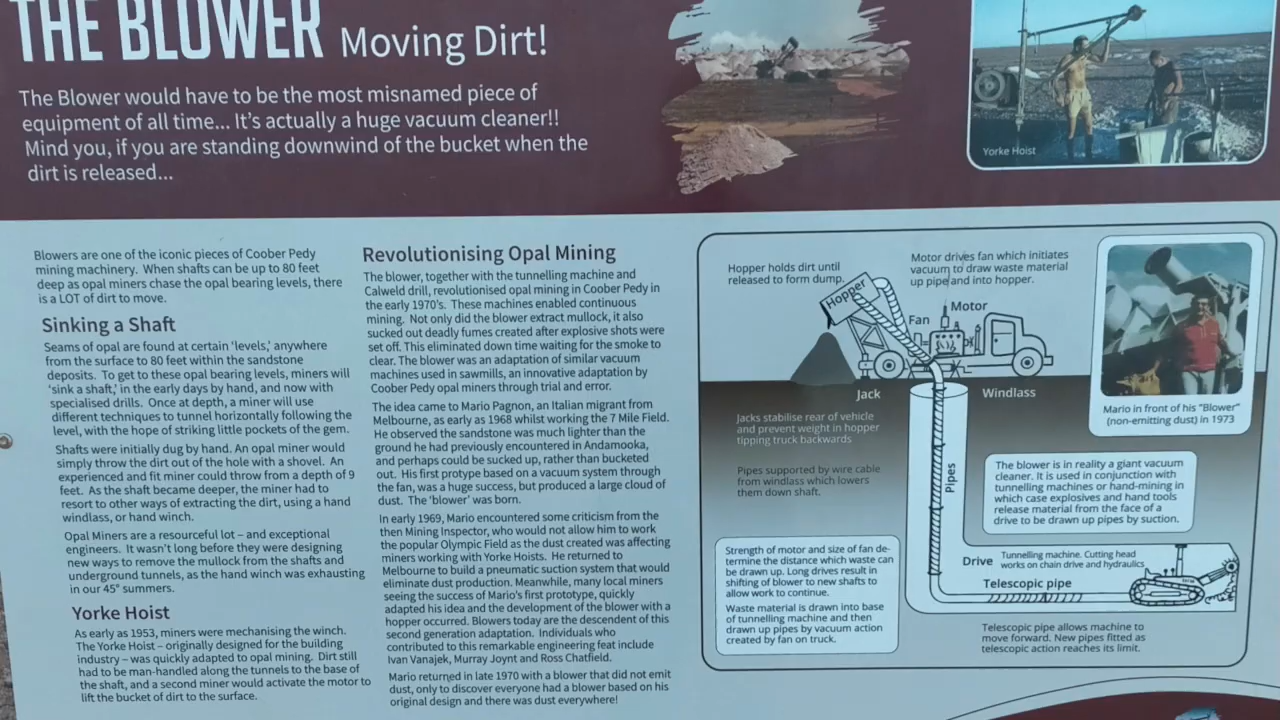 THE BLOWER Moving Dirt!
The Blower would have to be the most misnamed piece of
equipment of all time... It's actually a huge vacuum cleaner!!
Mind you, if you are standing downwind of the bucket when the
dirt is released...
Yorke Hoist
Blowers are one of the iconic pieces of Coober Pedy
mining machinery. When shafts can be up to 80 feet
deep as opal miners chase the opal bearing levels, there
is a LOT of dirt to move.
Sinking a Shaft
Seams of opal are found at certain 'levels,' anywhere
from the surface to 80 feet within the sandstone
deposits. To get to these opal bearing levels, miners will
'sink a shaft,' in the early days by hand, and now with
specialised drills. Once at depth, a miner will use
different techniques to tunnel horizontally following the
level, with the hope of striking little pockets of the gem.
Shafts were initially dug by hand. An opal miner would
simply throw the dirt out of the hole with a shovel. An
experienced and fit miner could throw from a depth of 9
feet. As the shaft became deeper, the miner had to
resort to other ways of extracting the dirt, using a hand
windlass, or hand winch.
Opal Miners are a resourceful lot – and exceptional
engineers. It wasn't long before they were designing
new ways to remove the mullock from the shafts and
underground tunnels, as the hand winch was exhausting
in our 45° summers.
Yorke Hoist
As early as 1953, miners were mechanising the winch.
The Yorke Hoist – originally designed for the building
industry – was quickly adapted to opal mining. Dirt still
had to be man-handled along the tunnels to the base of
the shaft, and a second miner would activate the motor to
lift the bucket of dirt to the surface.
Revolutionising Opal Mining
The blower, together with the tunnelling machine and
Calweld drill, revolutionised opal mining in Coober Pedy in
the early 1970's. These machines enabled continuous
mining. Not only did the blower extract mullock, it also
sucked out deadly fumes created after explosive shots were
set off. This eliminated down time waiting for the smoke to
clear. The blower was an adaptation of similar vacuum
machines used in sawmills, an innovative adaptation by
Coober Pedy opal miners through trial and error.
The idea came to Mario Pagnon, an Italian migrant from
Melbourne, as early as 1968 whilst working the 7 Mile Field.
He observed the sandstone was much lighter than the
ground he had previously encountered in Andamooka,
and perhaps could be sucked up, rather than bucketed
out. His first protype based on a vacuum system through
the fan, was a huge success, but produced a large cloud of
dust. The 'blower' was born.
In early 1969, Mario encountered some criticism from the
then Mining Inspector, who would not allow him to work
the popular Olympic Field as the dust created was affecting
miners working with Yorke Hoists. He returned to
Melbourne to build a pneumatic suction system that would
eliminate dust production. Meanwhile, many local miners
seeing the success of Mario's first prototype, quickly
adapted his idea and the development of the blower with a
hopper occurred. Blowers today are the descendent of this
second generation adaptation. Individuals who
contributed to this remarkable engineering feat include
Ivan Vanajek, Murray Joynt and Ross Chatfield.
Mario returned in late 1970 with a blower that did not emit
dust, only to discover everyone had a blower based on his
original design and there was dust everywhere!
Hopper holds dirt until
released to form dump.
Motor drives fan which initiates
vacuum to draw waste material
up pipe and into hopper.
Hopper
Fan
Motor
Jack
Windlass
Jacks stabilise rear of vehicle
and prevent weight in hopper
tipping truck backwards
Pipes supported by wire cable
from windlass which lowers
them down shaft.
Pipes
Mario in front of his "Blower"
(non-emitting dust) in 1973
The blower is in reality a giant vacuum
cleaner. It is used in conjunction with
tunnelling machines or hand-mining in
which case explosives and hand tools
release material from the face of a
drive to be drawn up pipes by suction.
Strength of motor and size of fan de-
termine the distance which waste can
be drawn up. Long drives result in
shifting of blower to new shafts to
allow work to continue.
Waste material is drawn into base
of tunnelling machine and then
drawn up pipes by vacuum action
created by fan on truck.
Drive
Tunnelling machine. Cutting head
works on chain drive and hydraulics
Telescopic pipe
Telescopic pipe allows machine to
move forward. New pipes fitted as
telescopic action reaches its limit.